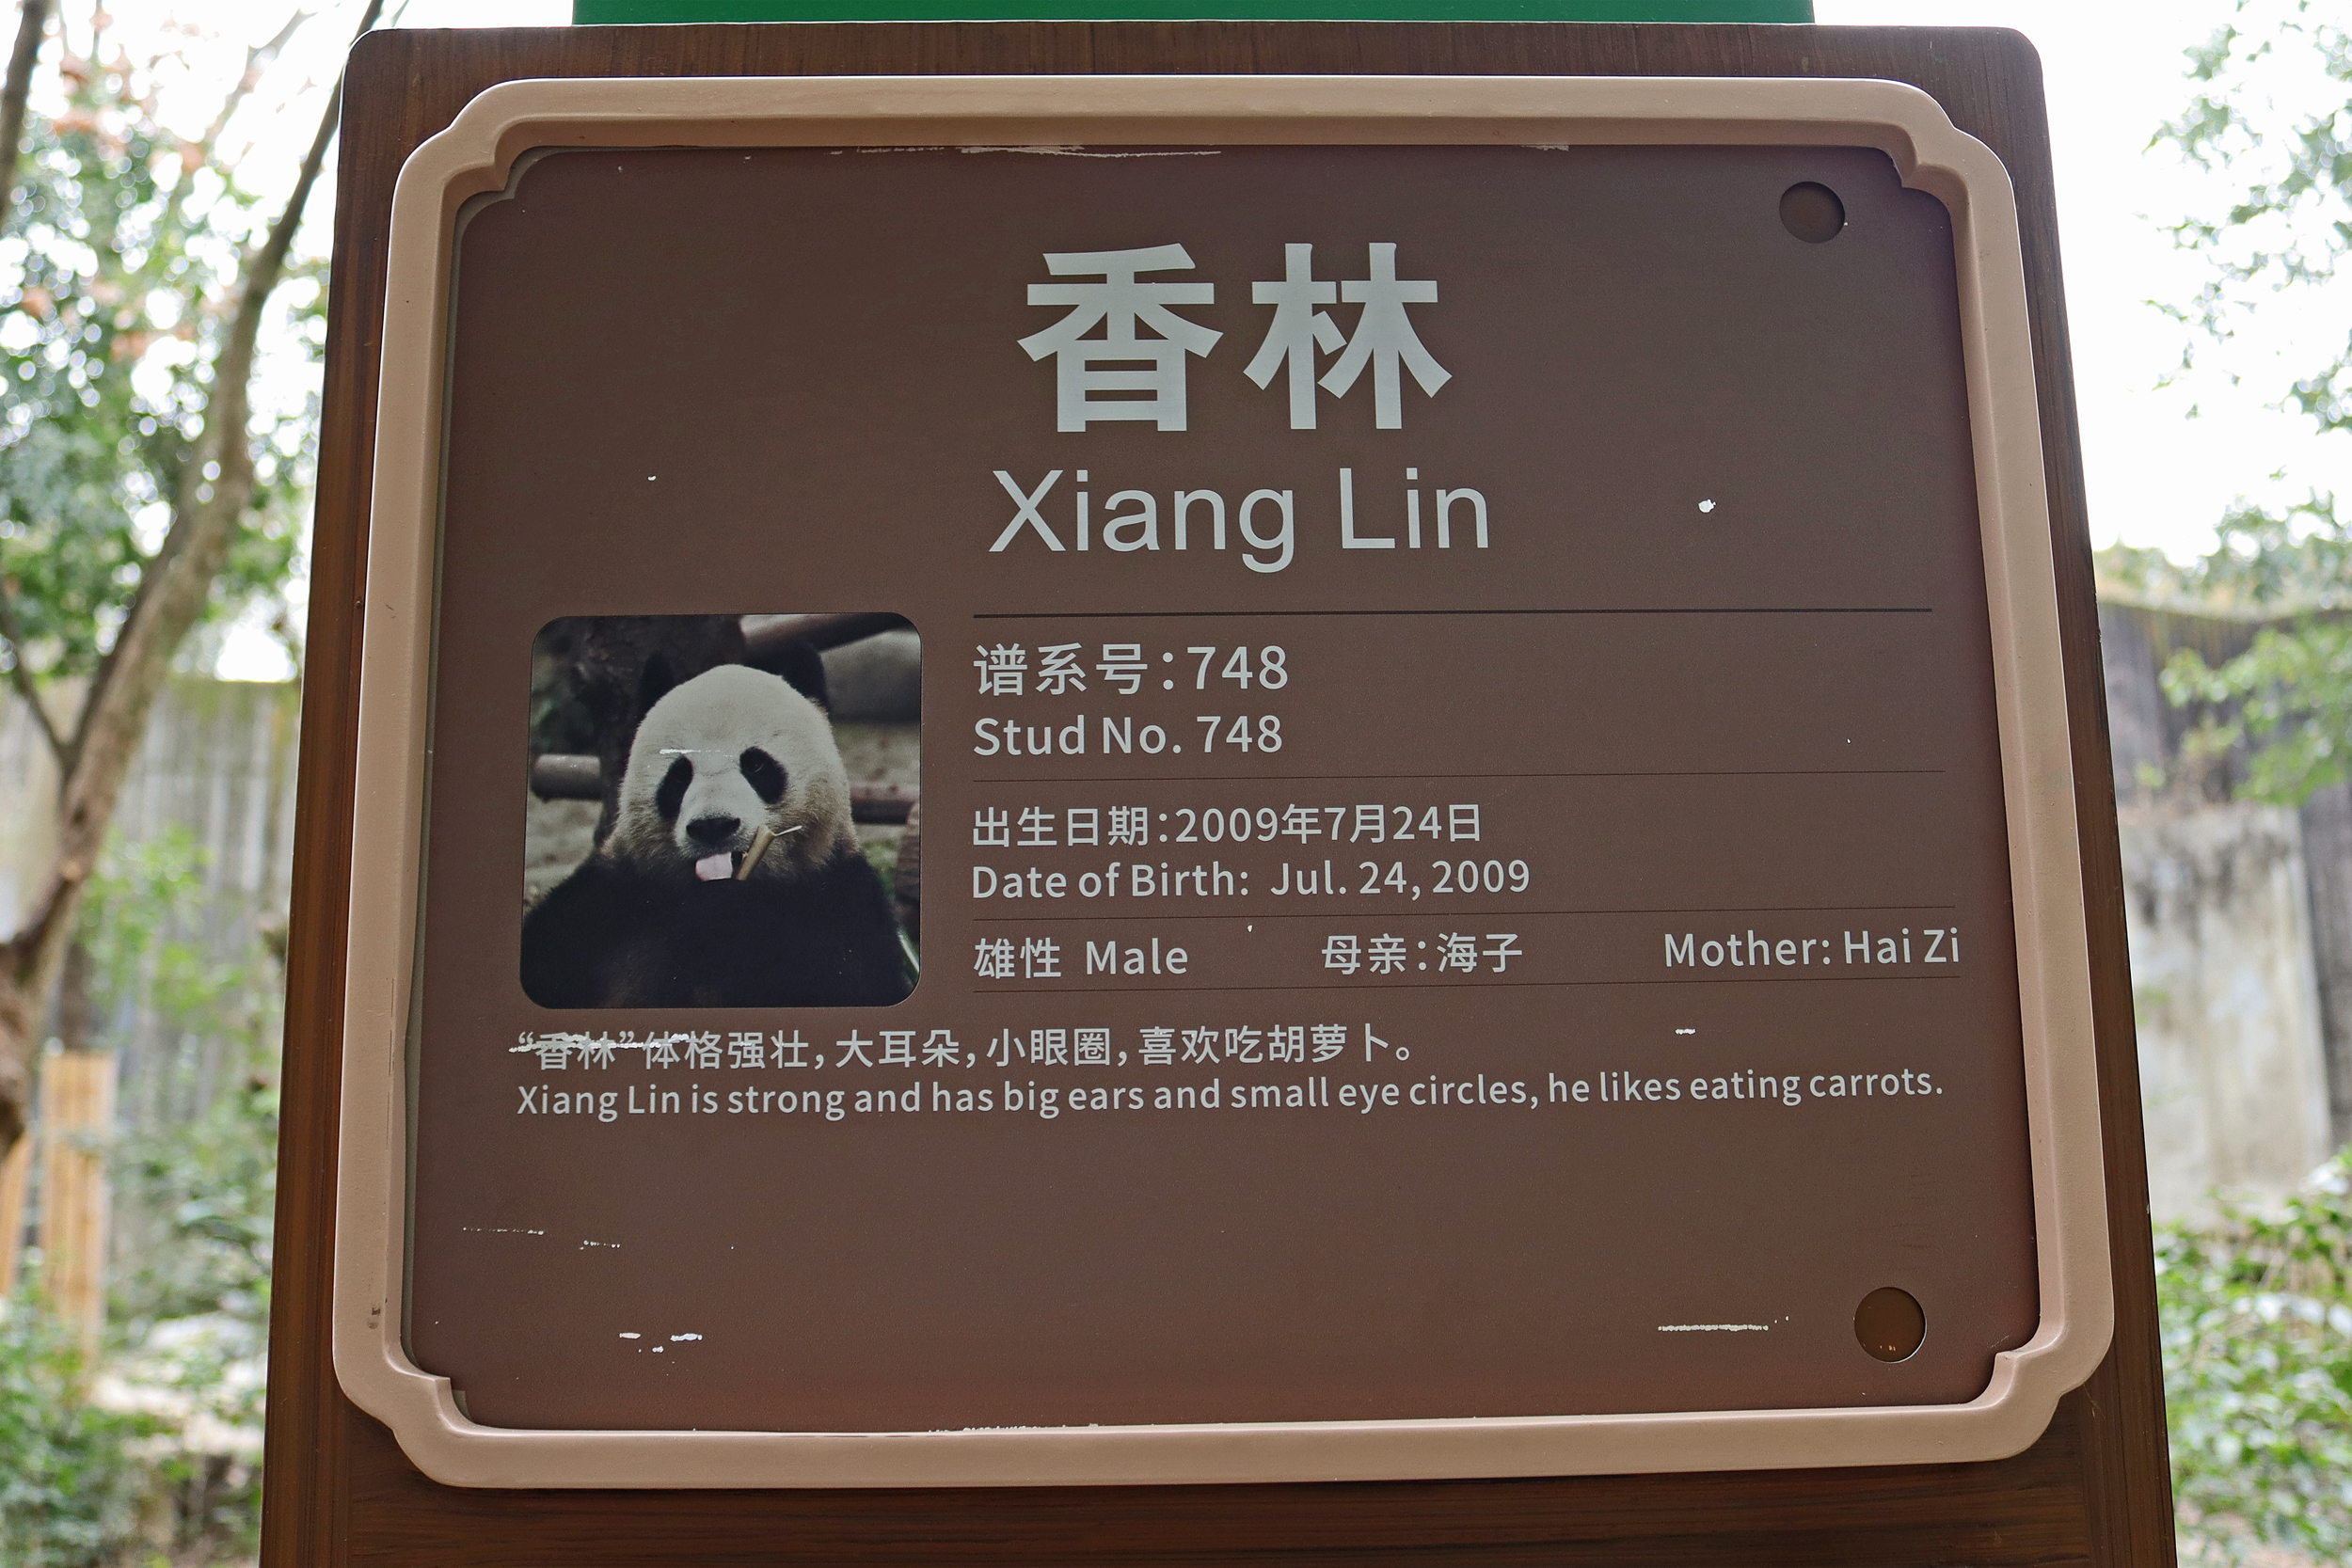 香林
Xiang Lin
谱系号：748
Stud No. 748
出生日期：2009年7月24日
Date of Birth: Jul. 24, 2009
雄性 Male 母亲：海子 Mother: Hai Zi
“香林”体格强壮，大耳朵，小眼圈，喜欢吃胡萝卜。
Xiang Lin is strong and has big ears and small eye circles, he likes eating carrots.